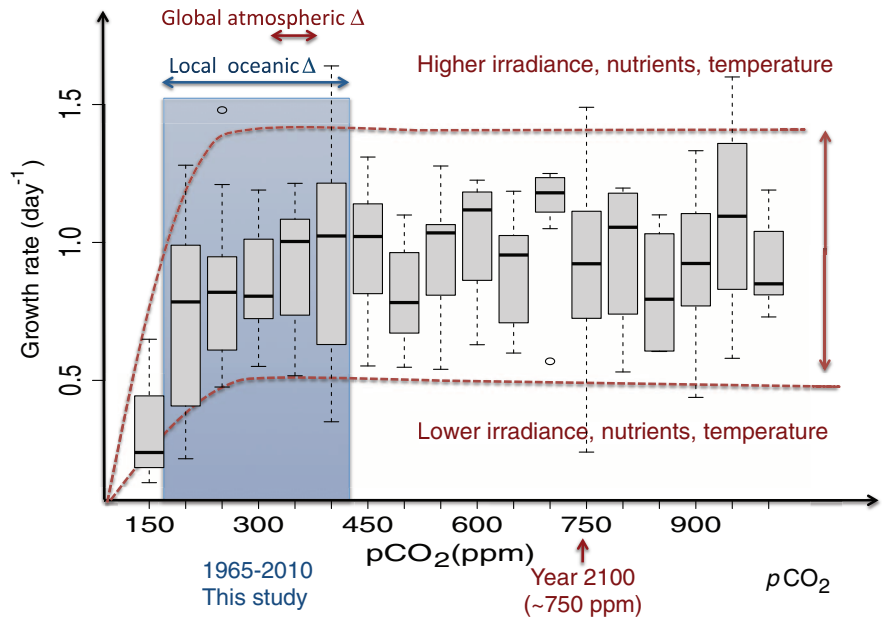 Global atmospheric Δ
Local oceanic Δ
Higher irradiance, nutrients, temperature
1.5
1.0
0.5
Growth rate (day⁻¹)
Lower irradiance, nutrients, temperature
150 300 450 600 750 900
pCO₂(ppm)
1965-2010
This study
Year 2100
(~750 ppm)
pCO₂